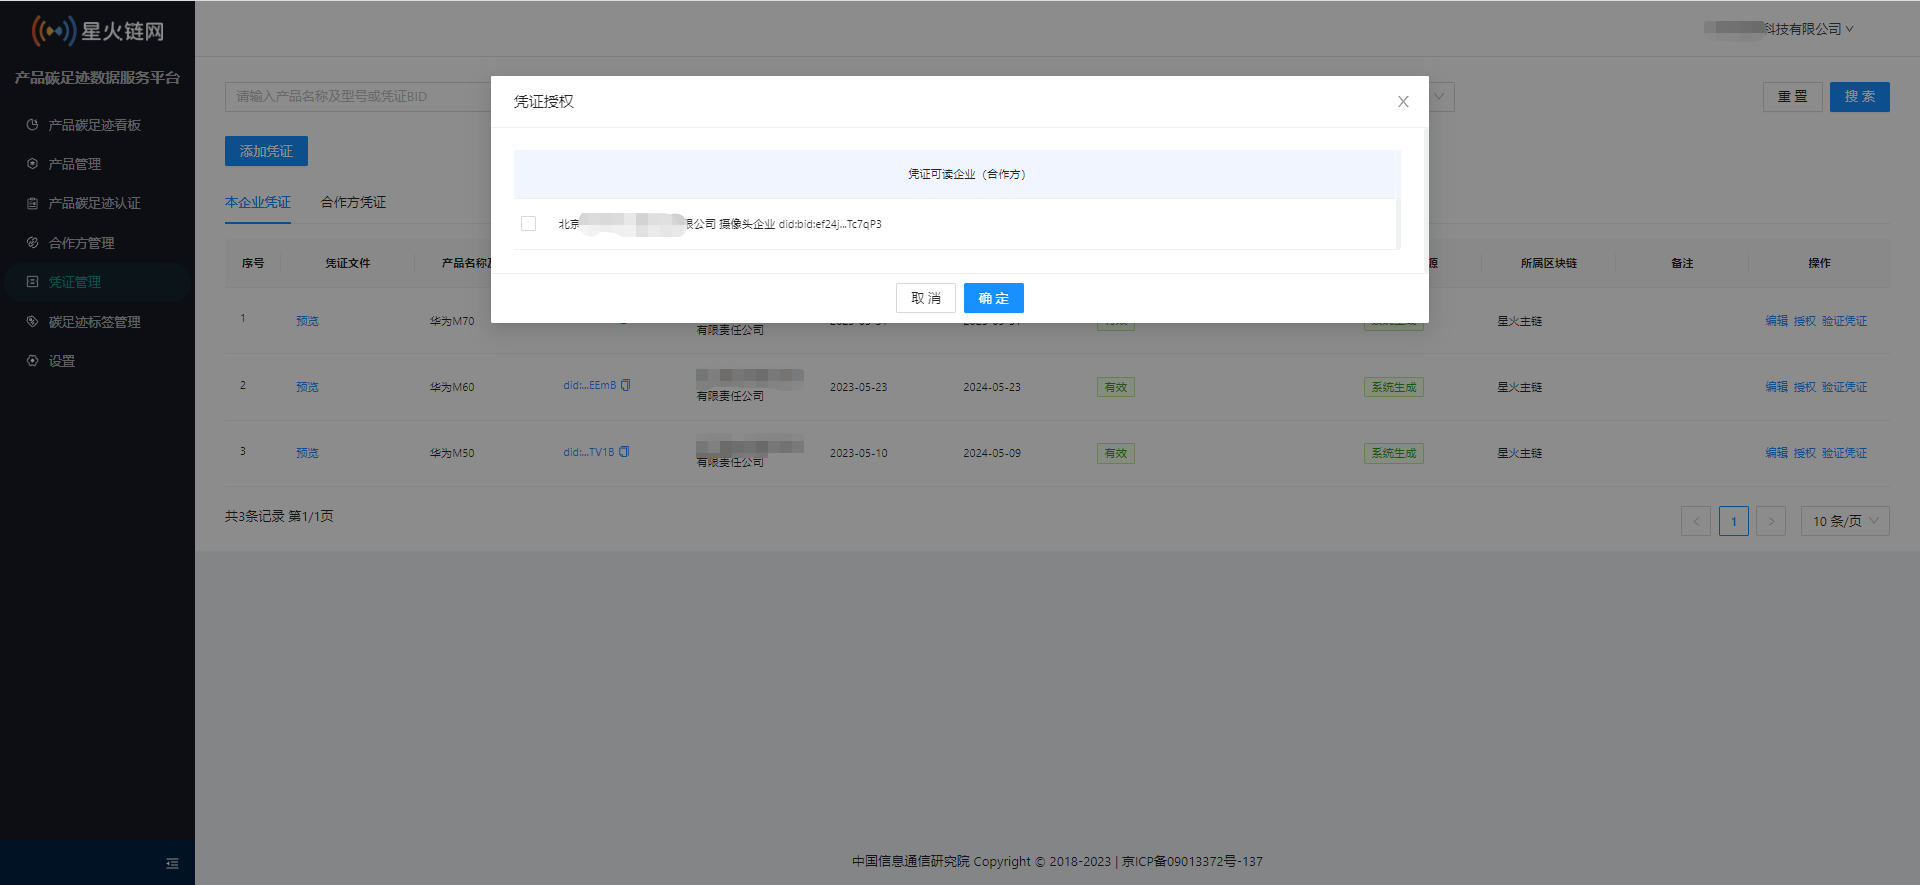 星火链网
产品碳足迹数据服务平台
产品碳足迹看板
产品管理
产品碳足迹认证
合作方管理
凭证管理
碳足迹标签管理
设置
科技有限公司
请输入产品名称及型号或凭证BID
重 置
搜 索
添加凭证
本企业凭证
合作方凭证
凭证授权
凭证可读企业（合作方）
北京 限公司 摄像头企业 did:bid:ef24j...Tc7qP3
取 消
确 定
序号 凭证文件 产品名称及 源 所属区块链 备注 操作
1 预览 华为M70 有限责任公司 星火主链 编辑 授权 验证凭证
2 预览 华为M60 did:...EEmB 有限责任公司 2023-05-23 2024-05-23 有效 系统生成 星火主链 编辑 授权 验证凭证
3 预览 华为M50 did:...TV1B 有限责任公司 2023-05-10 2024-05-09 有效 系统生成 星火主链 编辑 授权 验证凭证
共3条记录 第1/1页
< 1 > 10 条/页
中国信息通信研究院 Copyright © 2018-2023 | 京ICP备09013372号-137